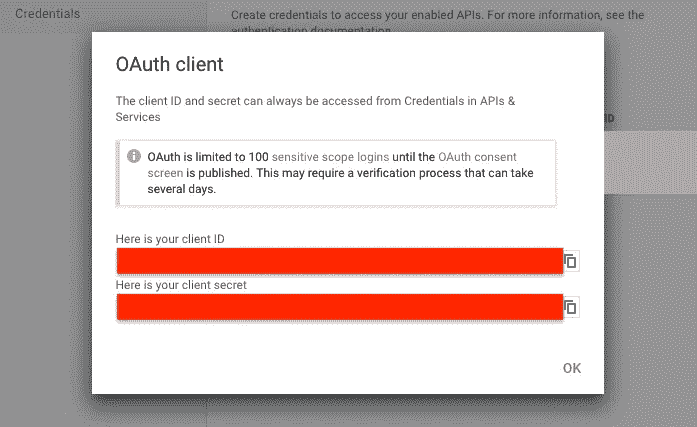 Credentials
Create credentials to access your enabled APIs. For more information, see the
authentication documentation.
OAuth client
The client ID and secret can always be accessed from Credentials in APIs &
Services
ID
OAuth is limited to 100 sensitive scope logins until the OAuth consent
screen is published. This may require a verification process that can take
several days.
Here is your client ID
Here is your client secret
OK